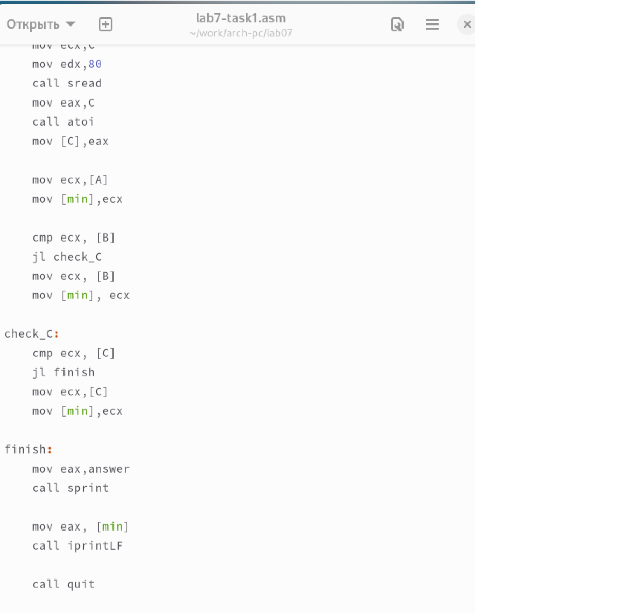 Открыть
lab7-task1.asm
~/work/arch-pc/lab07
mov ecx,C
mov edx,80
call sread
mov eax,C
call atoi
mov [C],eax
mov ecx,[A]
mov [min],ecx
cmp ecx, [B]
jl check_C
mov ecx, [B]
mov [min], ecx
check_C:
cmp ecx, [C]
jl finish
mov ecx,[C]
mov [min],ecx
finish:
mov eax,answer
call sprint
mov eax, [min]
call iprintLF
call quit